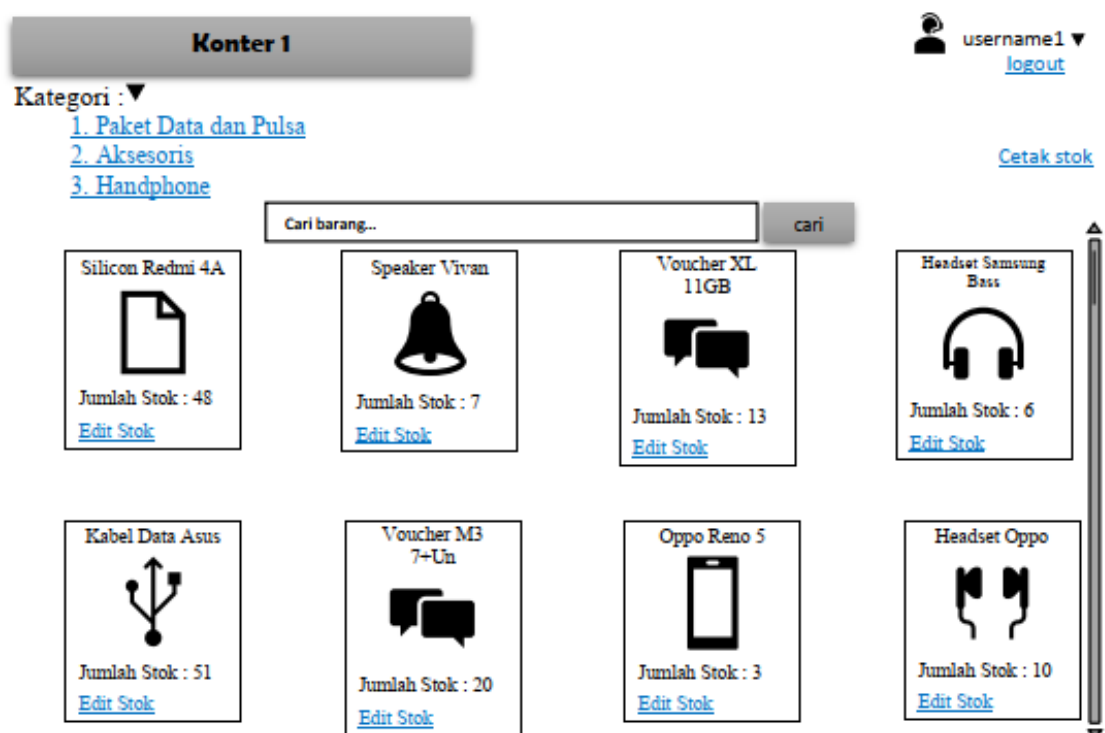 Konter 1
username1 ▼
logout
Kategori :▼
1. Paket Data dan Pulsa
2. Aksesoris
3. Handphone
Cetak stok
Cari barang...
cari
Silicon Redmi 4A
Jumlah Stok : 48
Edit Stok
Speaker Vivan
Jumlah Stok : 7
Edit Stok
Voucher XL
11GB
Jumlah Stok : 13
Edit Stok
Headset Samsung
Bass
Jumlah Stok : 6
Edit Stok
Kabel Data Asus
Jumlah Stok : 51
Edit Stok
Voucher M3
7+Un
Jumlah Stok : 20
Edit Stok
Oppo Reno 5
Jumlah Stok : 3
Edit Stok
Headset Oppo
Jumlah Stok : 10
Edit Stok